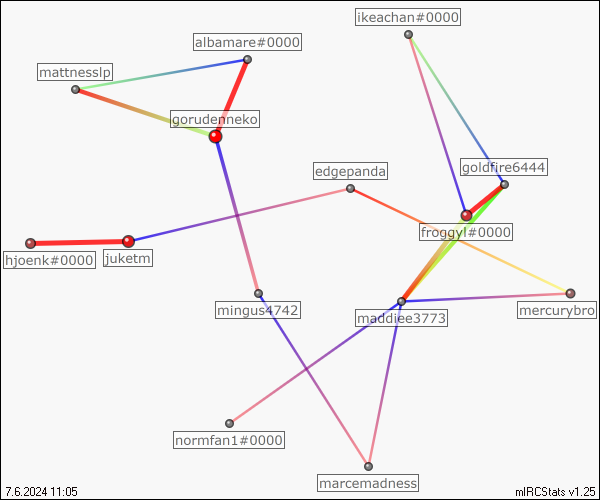 ikeachan#0000
albamare#0000
mattnesslp
gorudenneko
goldfire6444
edgepanda
froggyl#0000
hjoenk#0000
juketm
mingus4742
maddiee3773
mercurybro
normfan1#0000
marcemadness
7.6.2024 11:05
mIRCStats v1.25